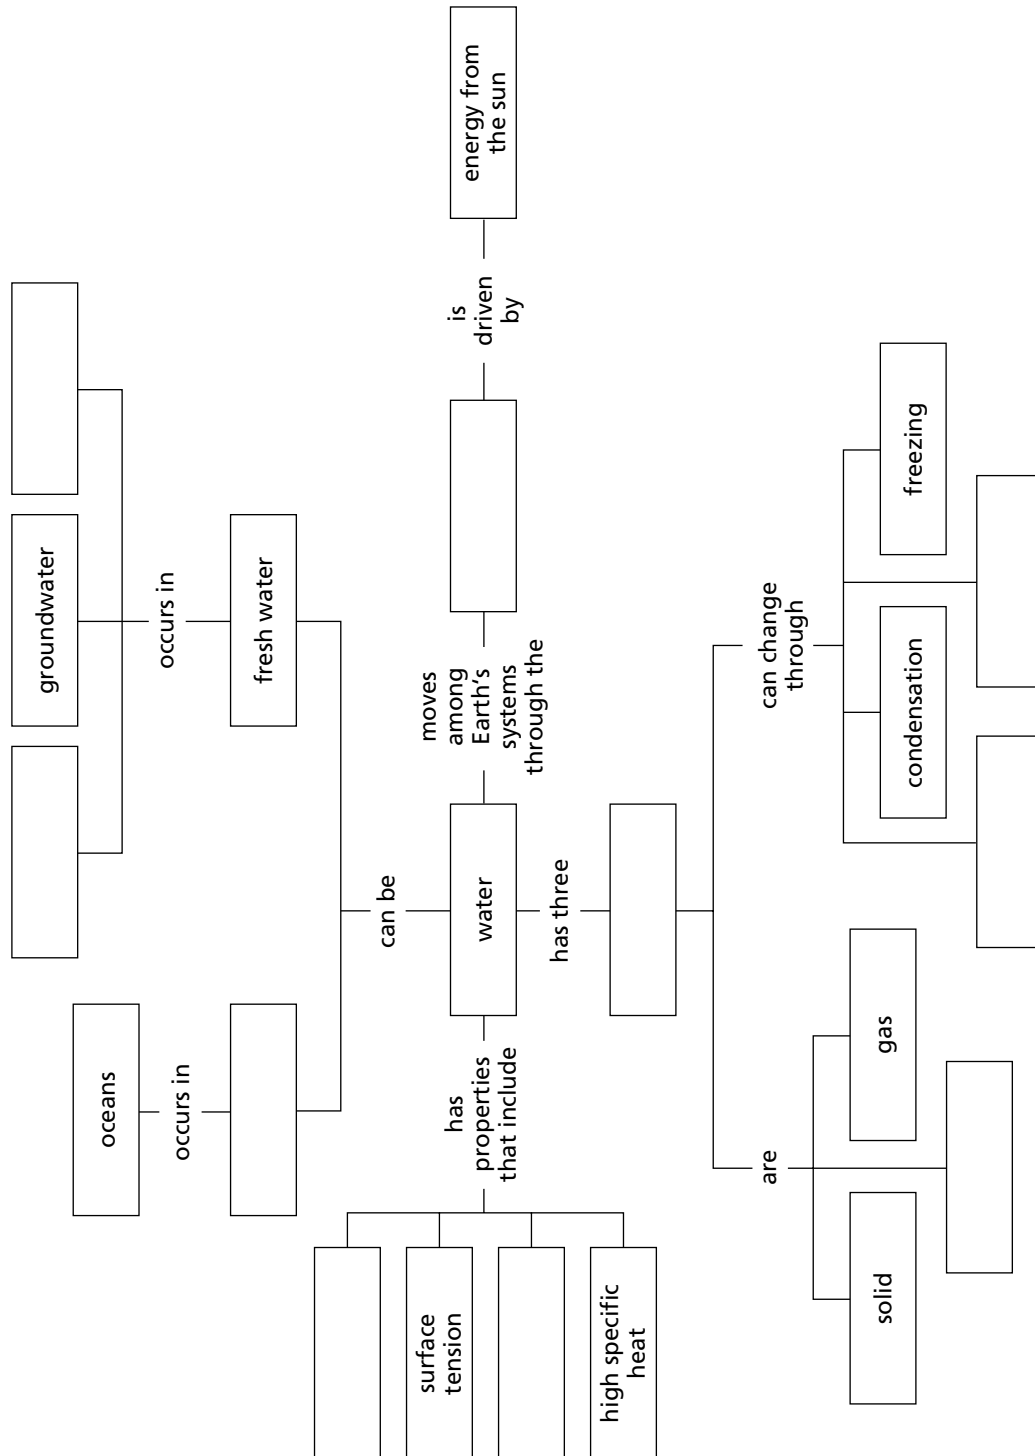 oceans
groundwater
occurs in
occurs in
fresh water
can be
surface
tension
high specific
heat
has
properties
that include
water
moves
among
Earth’s
systems
through the
is
driven
by
energy from
the sun
has three
are
can change
through
solid
gas
condensation
freezing